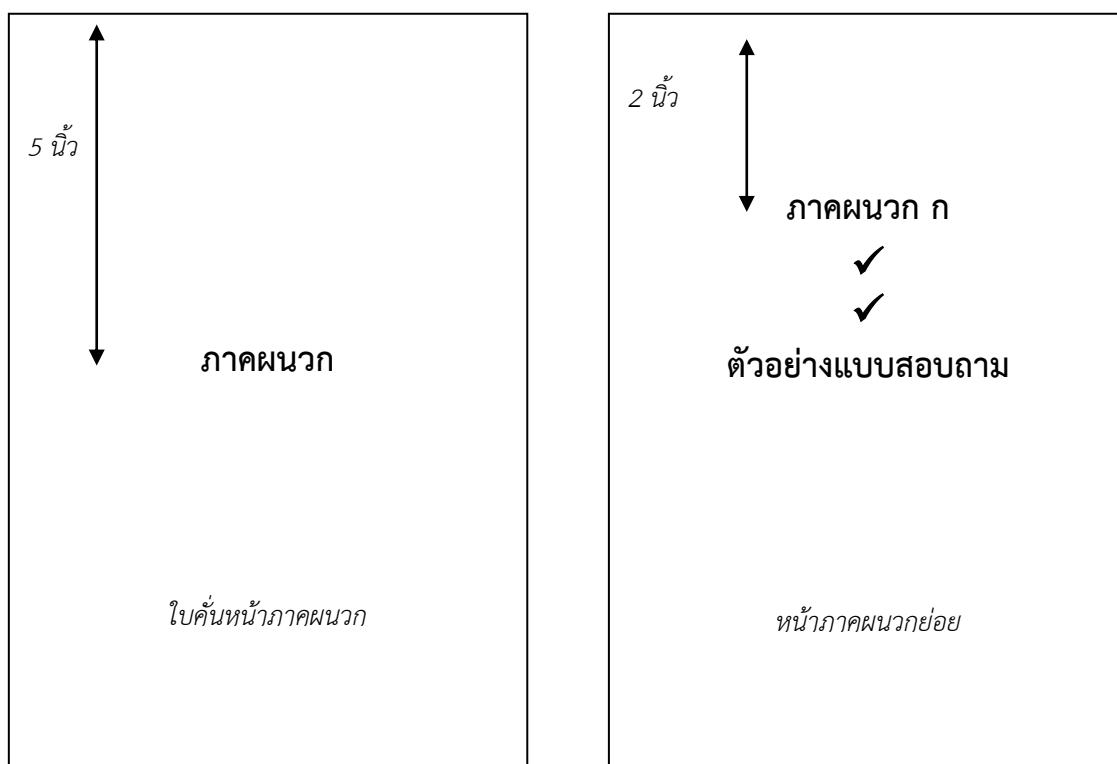 5 นิ้ว
ภาคผนวก
ใบคั่นหน้าภาคผนวก
2 นิ้ว
ภาคผนวก ก
✓
✓
ตัวอย่างแบบสอบถาม
หน้าภาคผนวกย่อย